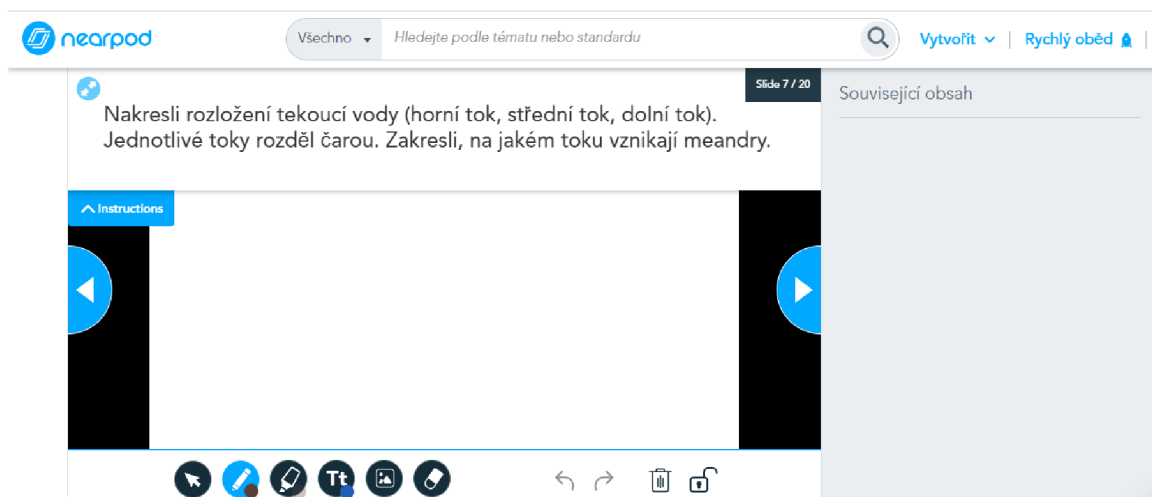 nearpod
Všechno
Hledejte podle tématu nebo standardu
Vytvořit
Rychlý oběd
Slide 7 / 20
Nakresli rozložení tekoucí vody (horní tok, střední tok, dolní tok).
Jednotlivé toky rozděl čarou. Zakresli, na jakém toku vznikají meandry.
Související obsah
Instructions
Tt